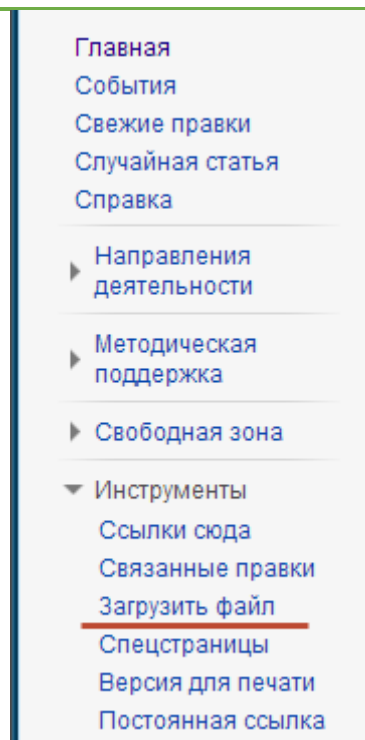 Главная
События
Свежие правки
Случайная статья
Справка
Направления
деятельности
Методическая
поддержка
Свободная зона
Инструменты
Ссылки сюда
Связанные правки
Загрузить файл
Спецстраницы
Версия для печати
Постоянная ссылка